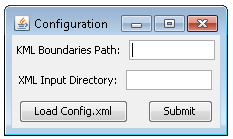 Configuration
KML Boundaries Path:
XML Input Directory:
Load Config.xml Submit